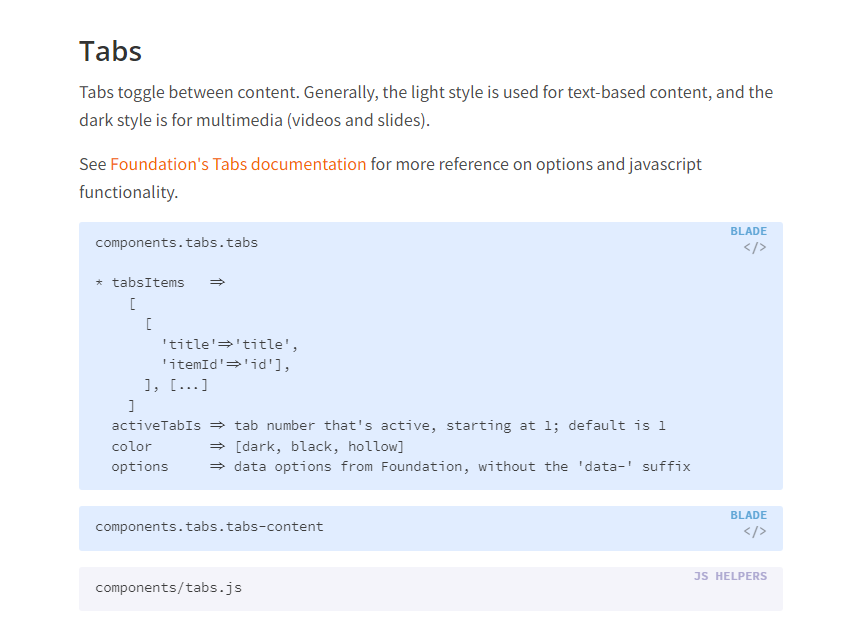 Tabs
Tabs toggle between content. Generally, the light style is used for text-based content, and the
dark style is for multimedia (videos and slides).
See Foundation's Tabs documentation for more reference on options and javascript
functionality.
BLADE
components.tabs.tabs
</>
* tabsItems   =>
    [
      [
        'title'=>'title',
        'itemId'=>'id'],
      ], [...]
    ]
  activeTabIs => tab number that's active, starting at 1; default is 1
  color       => [dark, black, hollow]
  options     => data options from Foundation, without the 'data-' suffix
BLADE
components.tabs.tabs-content
</>
JS HELPERS
components/tabs.js